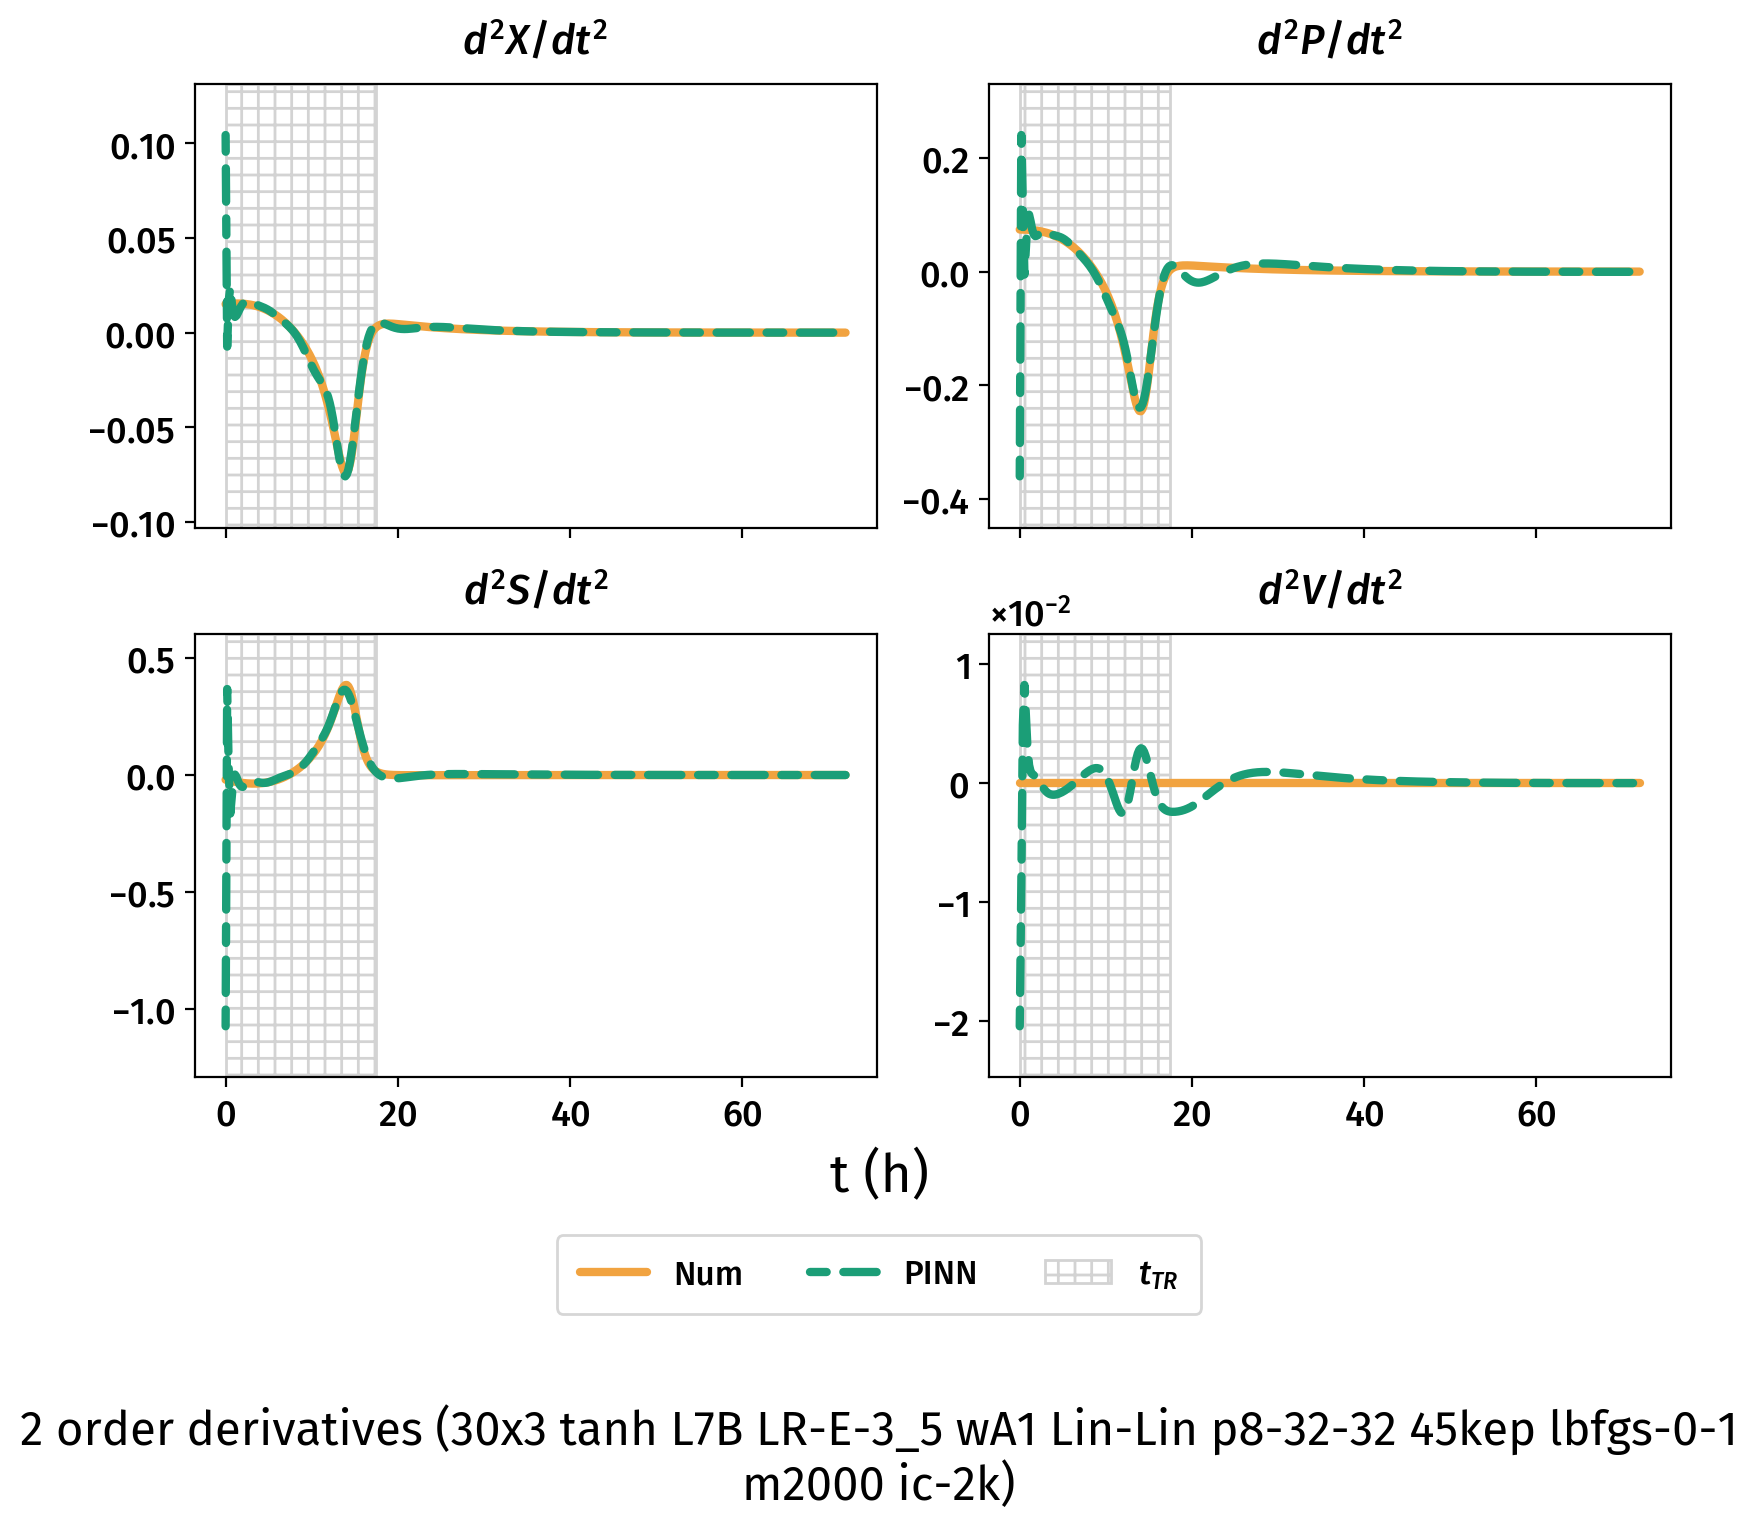 d²X/dt²
d²P/dt²
0.10
0.05
0.00
−0.05
−0.10
0.2
0.0
−0.2
−0.4
d²S/dt²
d²V/dt²
×10⁻²
0.5
0.0
−0.5
−1.0
1
0
−1
−2
0 20 40 60
0 20 40 60
t (h)
Num PINN t_TR
2 order derivatives (30x3 tanh L7B LR-E-3_5 wA1 Lin-Lin p8-32-32 45kep lbfgs-0-1
m2000 ic-2k)